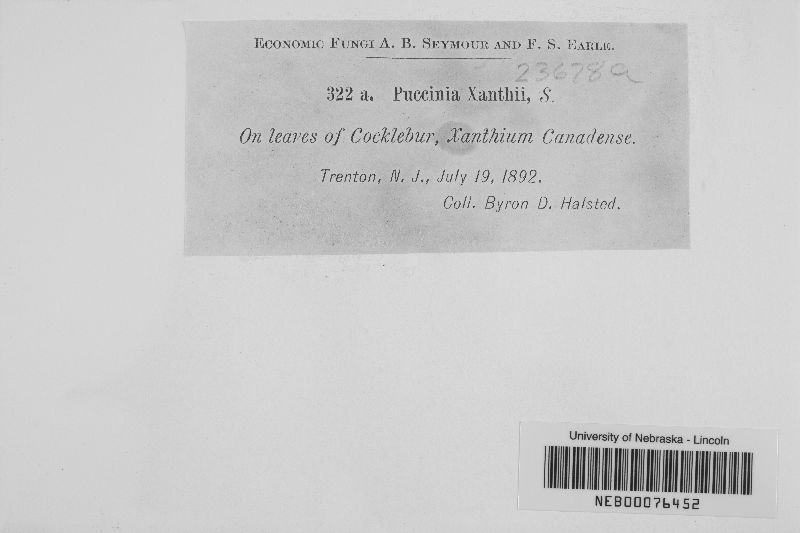 Economic Fungi A. B. Seymour and F. S. Earle.
23678a
322 a. Puccinia Xanthii, S.
On leaves of Cocklebur, Xanthium Canadense.
Trenton, N. J., July 19, 1892.
Coll. Byron D. Halsted.
University of Nebraska - Lincoln
NEB00076452